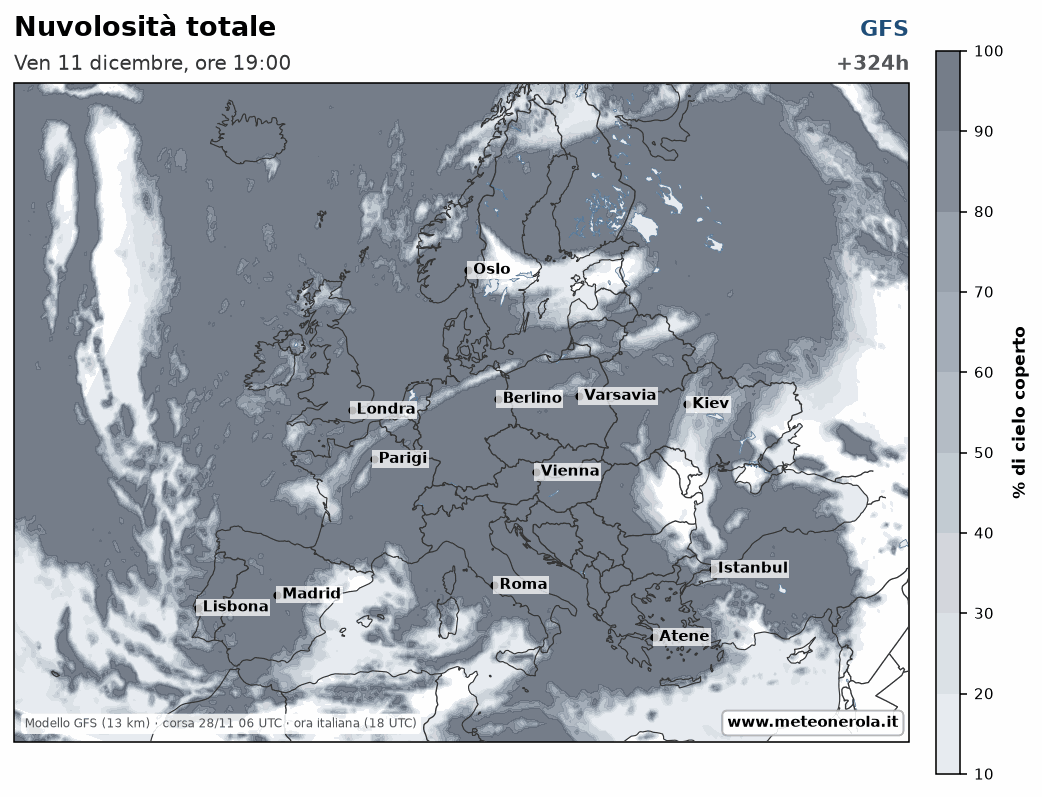 Nuvolosità totale
GFS
Ven 11 dicembre, ore 19:00
+324h
100
90
80
70
60
50
40
30
20
10
% di cielo coperto
Oslo
Londra
Berlino
Varsavia
Kiev
Parigi
Vienna
Istanbul
Roma
Madrid
Lisbona
Atene
Modello GFS (13 km) · corsa 28/11 06 UTC · ora italiana (18 UTC)
www.meteonerola.it